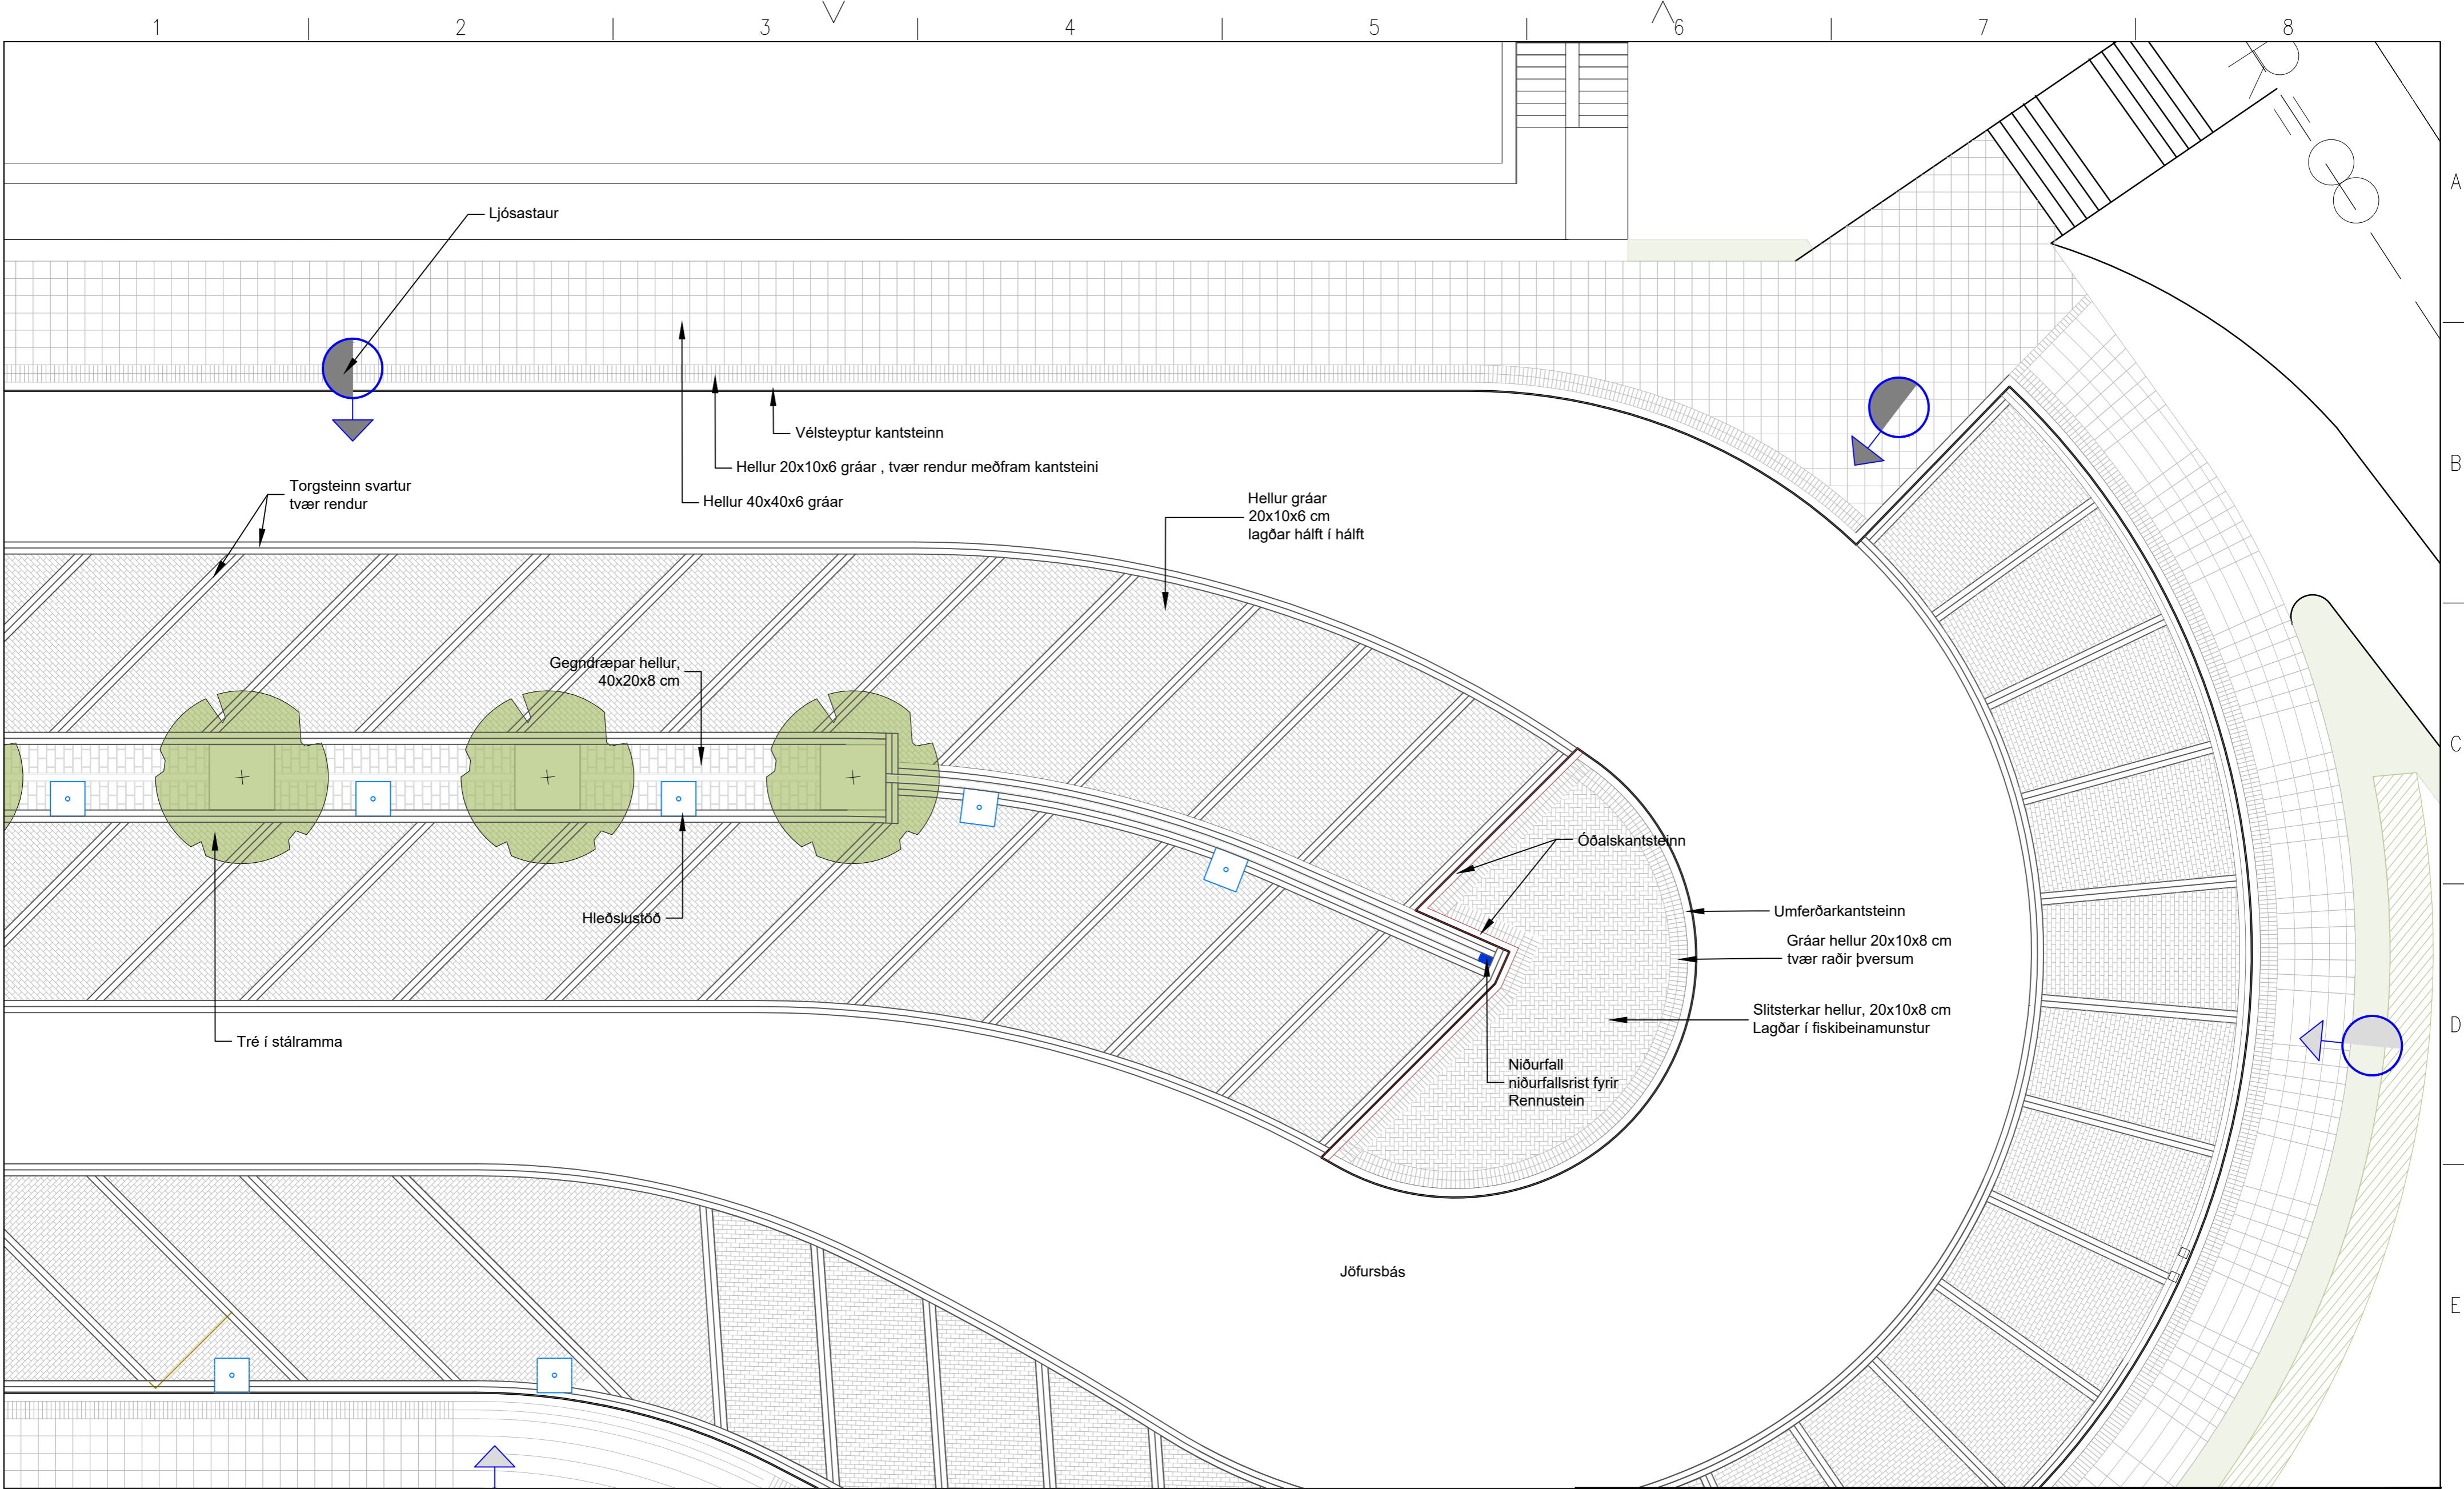 1 2 3 4 5 6 7 8
A
Ljósastaur
Vélsteyptur kantsteinn
B
Hellur 20x10x6 gráar , tvær rendur meðfram kantsteini
Torgsteinn svartur
tvær rendur
Hellur 40x40x6 gráar
Hellur gráar
20x10x6 cm
lagðar hálft í hálft
Gegndræpar hellur,
40x20x8 cm
C
Óðalskantsteinn
Hleðslustöð
Umferðarkantsteinn
Gráar hellur 20x10x8 cm
tvær raðir þversum
Slitsterkar hellur, 20x10x8 cm
Lagðar í fiskibeinamunstur
D
Tré í stálramma
Niðurfall
niðurfallsrist fyrir
Rennustein
Jöfursbás
E